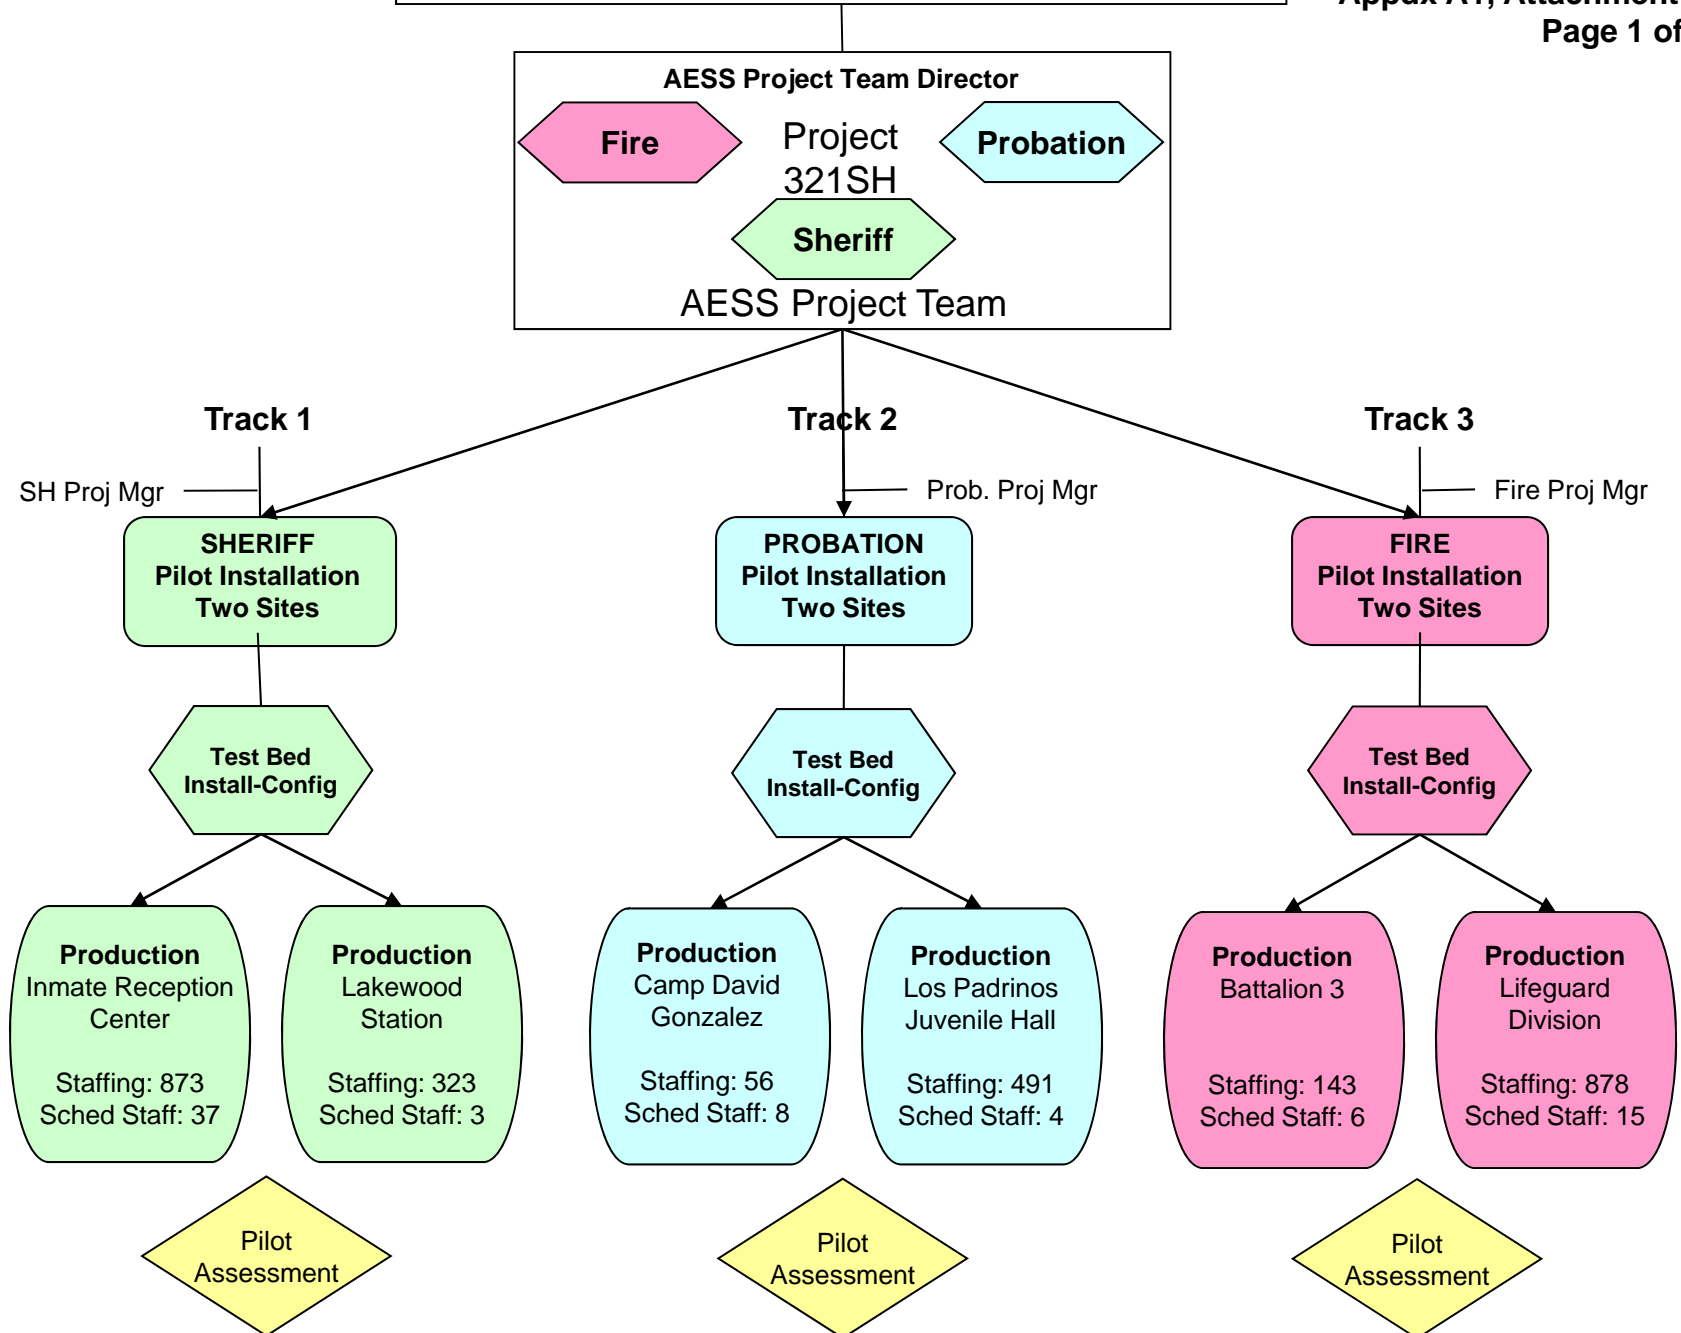 Page 1 of
AESS Project Team Director
Fire
Project
321SH
Probation
Sheriff
AESS Project Team
Track 1
Track 2
Track 3
SH Proj Mgr
Prob. Proj Mgr
Fire Proj Mgr
SHERIFF
Pilot Installation
Two Sites
PROBATION
Pilot Installation
Two Sites
FIRE
Pilot Installation
Two Sites
Test Bed
Install-Config
Test Bed
Install-Config
Test Bed
Install-Config
Production
Inmate Reception
Center
Staffing: 873
Sched Staff: 37
Production
Lakewood
Station
Staffing: 323
Sched Staff: 3
Production
Camp David
Gonzalez
Staffing: 56
Sched Staff: 8
Production
Los Padrinos
Juvenile Hall
Staffing: 491
Sched Staff: 4
Production
Battalion 3
Staffing: 143
Sched Staff: 6
Production
Lifeguard
Division
Staffing: 878
Sched Staff: 15
Pilot
Assessment
Pilot
Assessment
Pilot
Assessment